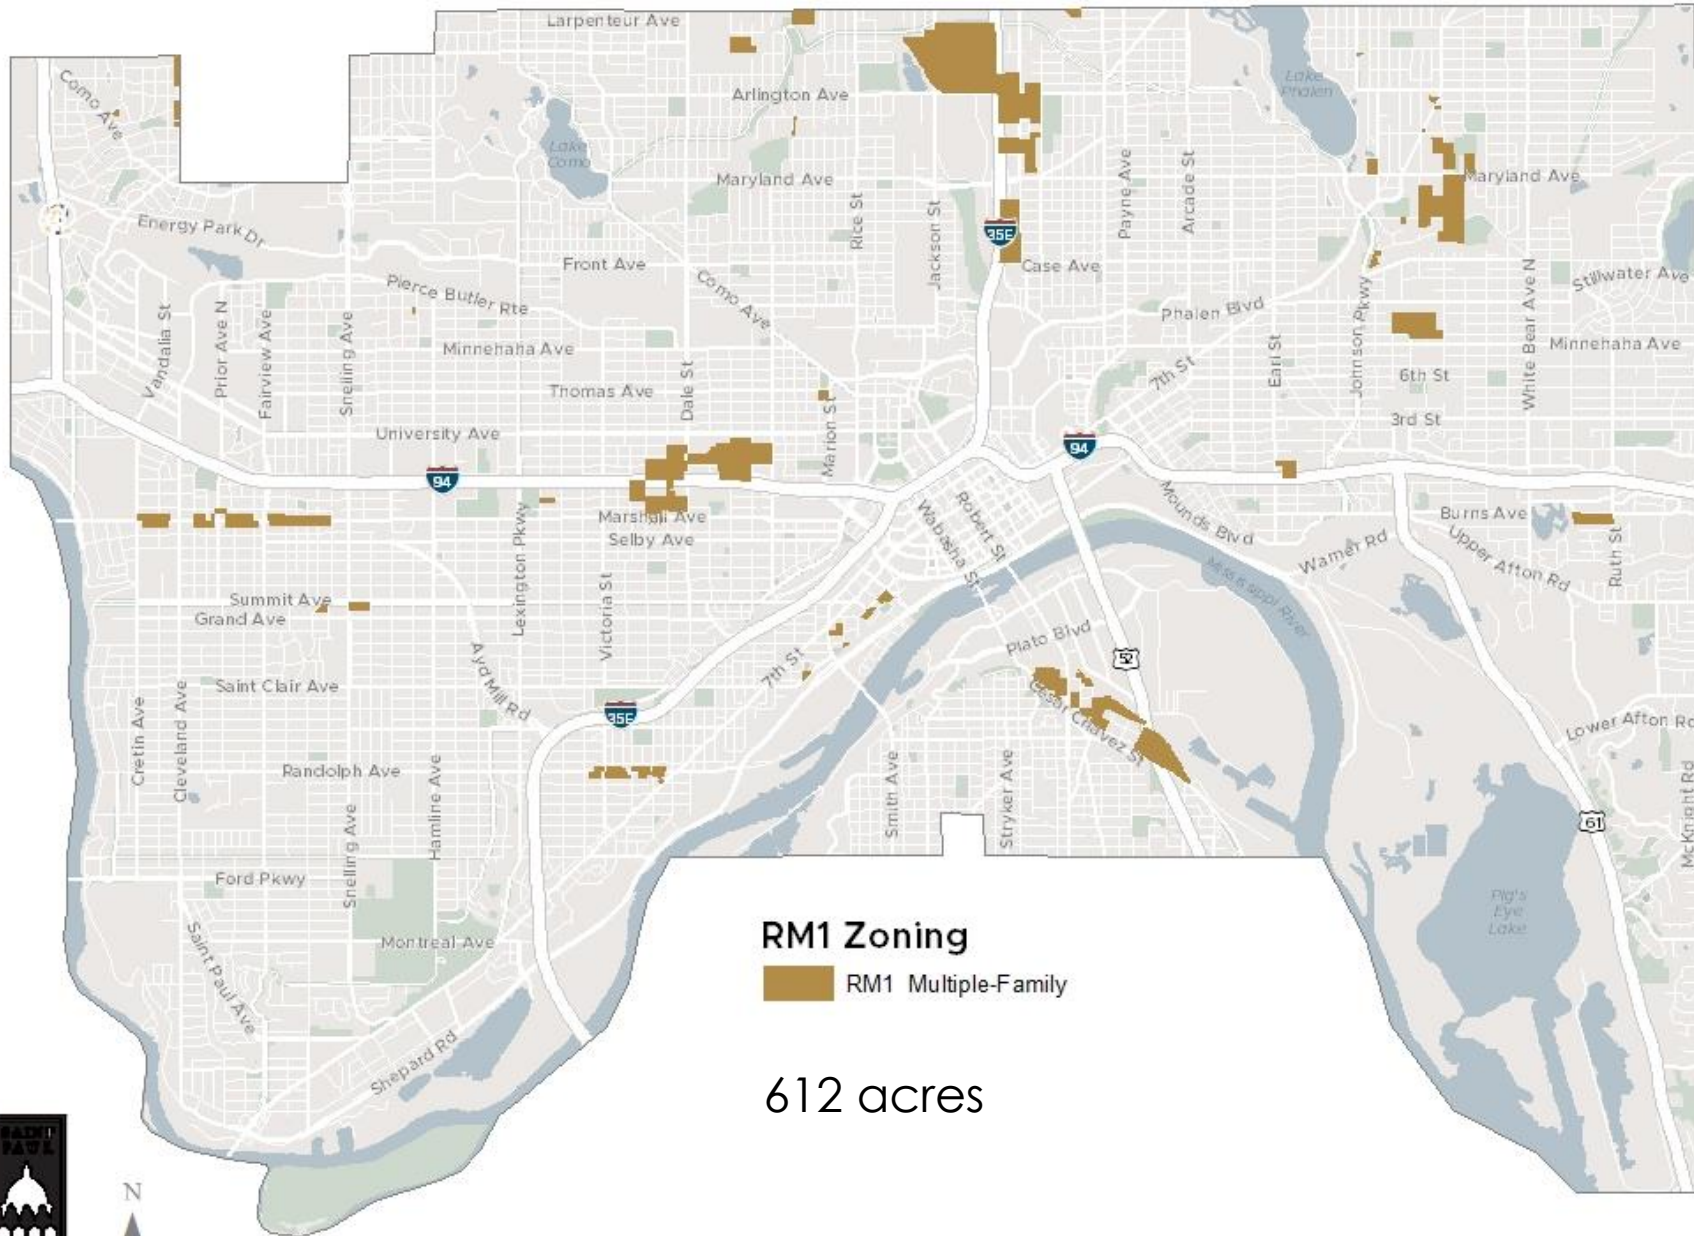 Larpenteur Ave
Como Ave
Arlington Ave
Lake
Phalen
Lake
Como
Maryland Ave
Maryland Ave
Energy Park Dr
Rice St
Jackson St
Payne Ave
Arcade St
35E
Front Ave
Case Ave
Pierce Butler Rte
Como Ave
Stillwater Ave
Phalen Blvd
Vandalia St
Prior Ave N
Fairview Ave
Snelling Ave
Minnehaha Ave
Minnehaha Ave
Johnson Pkwy
White Bear Ave N
Earl St
7th St
6th St
Thomas Ave
Dale St
Marion St
3rd St
University Ave
94
94
Lexington Pkwy
Marshall Ave
Selby Ave
Robert St
Wabasha St
Mounds Blvd
Burns Ave
Warner Rd
Upper Afton Rd
Ruth St
Mississippi River
Summit Ave
Grand Ave
Victoria St
Plato Blvd
52
Ayd Mill Rd
7th St
Saint Clair Ave
Cesar Chavez St
35E
Lower Afton Rd
Cretin Ave
Cleveland Ave
Randolph Ave
Hamline Ave
Smith Ave
Stryker Ave
McKnight Rd
61
Snelling Ave
Ford Pkwy
Pig's
Eye
Lake
Montreal Ave
Saint Paul Ave
Shepard Rd
RM1 Zoning
RM1 Multiple-Family
612 acres
SAINT
PAUL
N